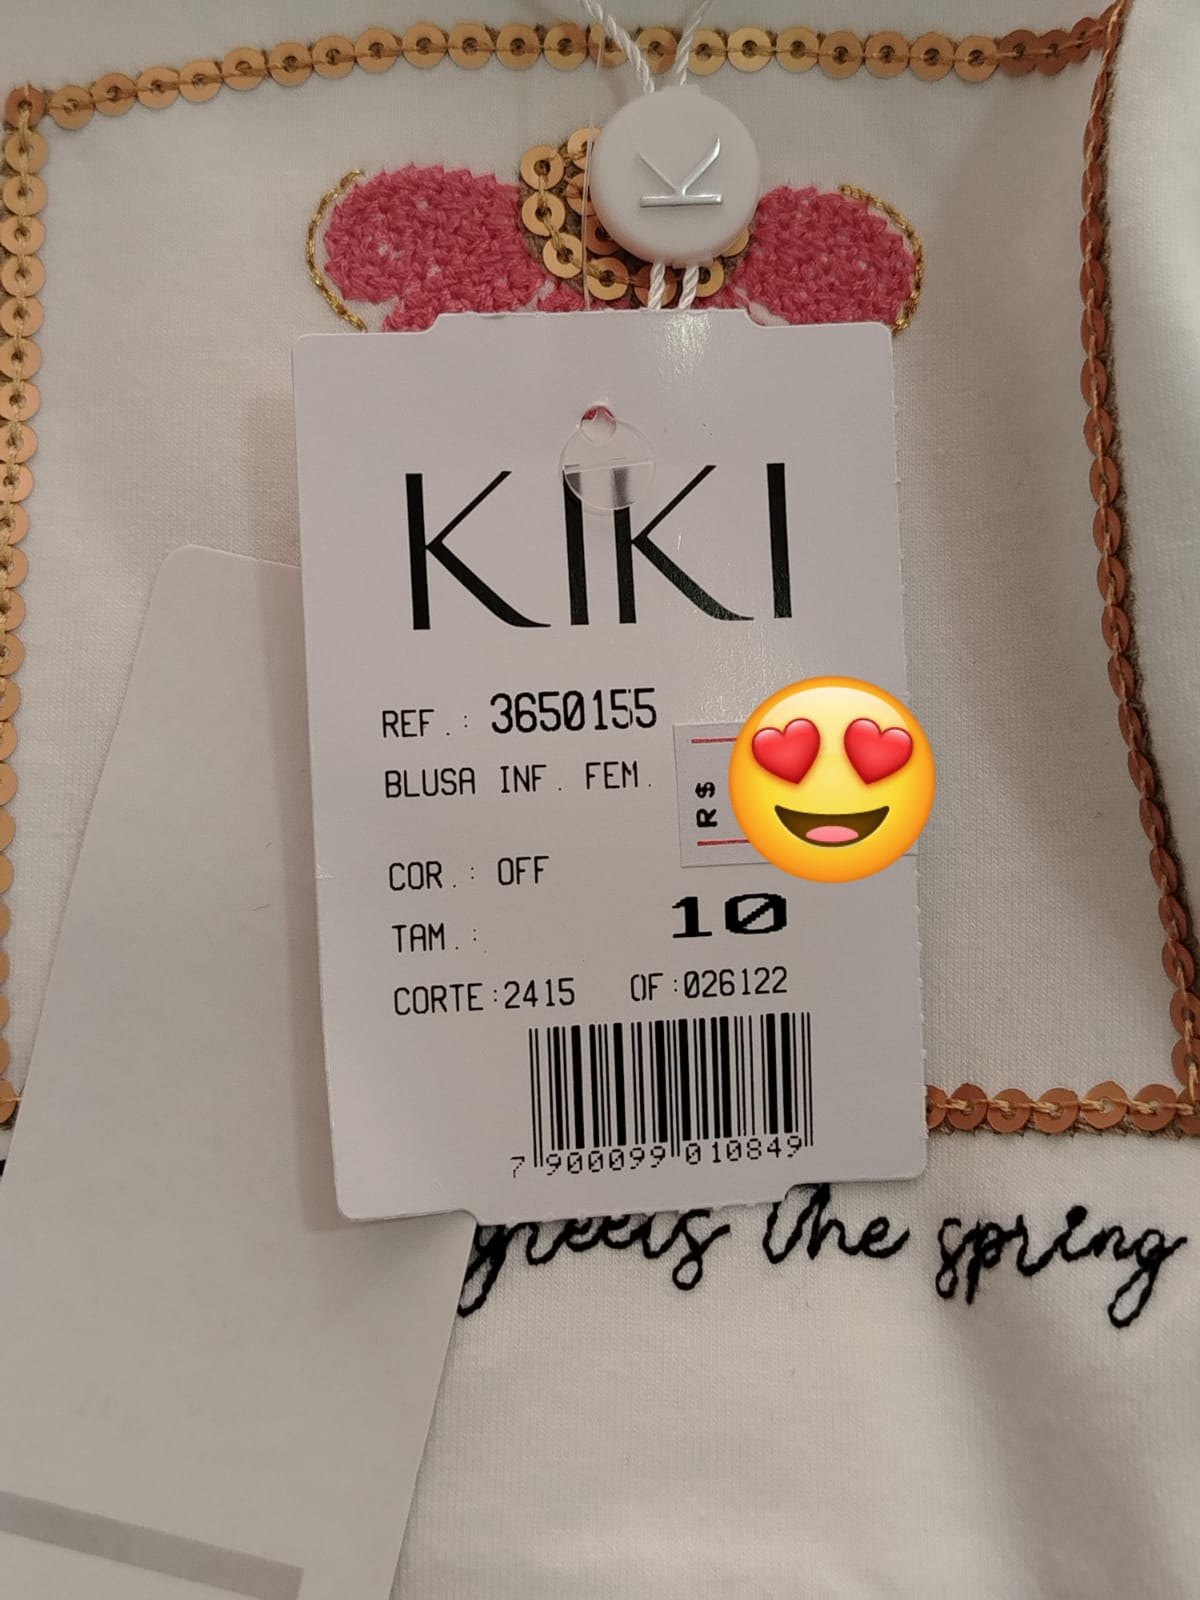 K
KIKI
REF.: 3650155
BLUSA INF. FEM.
R$
COR.: OFF
TAM.: 10
CORTE:2415 OF:026122
7 900099 010849
greets the spring